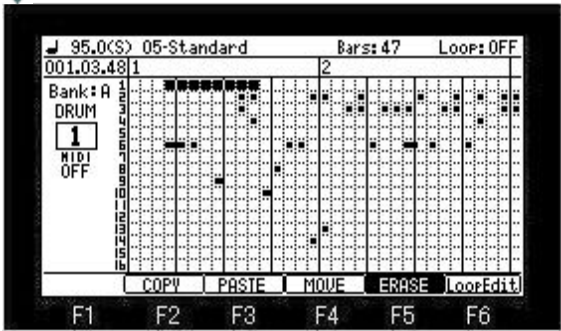 ♩ 95.0(S) 05-Standard Bars:47 Loop:OFF
001.03.48 1 2
Bank:A
DRUM
1
MIDI
OFF
1
2
3
4
5
6
7
8
9
10
11
12
13
14
15
16
COPY PASTE MOVE ERASE LoopEdit
F1 F2 F3 F4 F5 F6